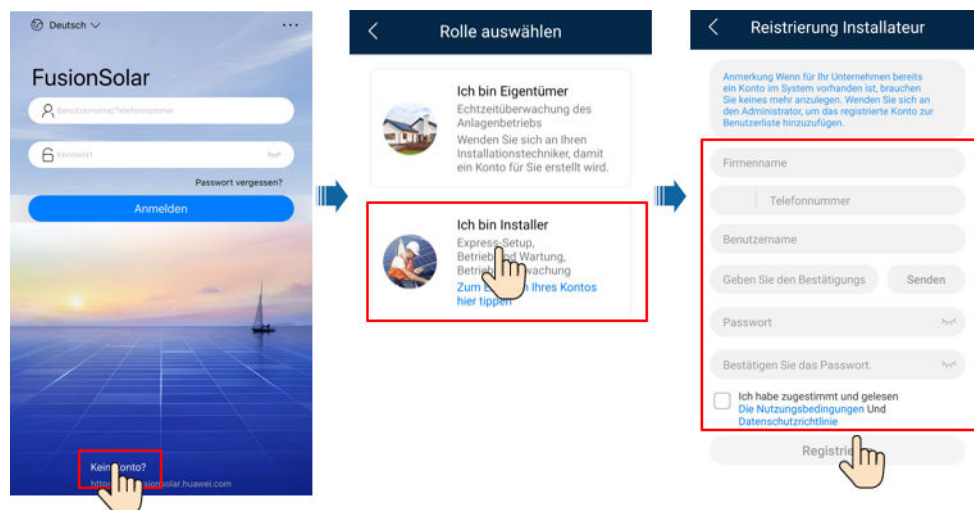 Deutsch
FusionSolar
Benutzername/Telefonnummer
Kennwort
Passwort vergessen?
Anmelden
Rolle auswählen
Ich bin Eigentümer
Echtzeitüberwachung des
Anlagenbetriebs
Wenden Sie sich an Ihren
Installationstechniker, damit
ein Konto für Sie erstellt wird.
Ich bin Installer
Express-Setup,
Wartung,
Zum Ihres Kontos
hier tippen
Reistrierung Installateur
Anmerkung Wenn für Ihr Unternehmen bereits
ein Konto im System vorhanden ist, brauchen
Sie keines mehr anzulegen. Wenden Sie sich an
den Administrator, um das registrierte Konto zur
Benutzerliste hinzuzufügen.
Firmenname
Telefonnummer
Benutzername
Geben Sie den Bestätigungs
Senden
Passwort
Bestätigen Sie das Passwort.
Ich habe zugestimmt und gelesen
Die Nutzungsbedingungen Und
Datenschutzrichtlinie